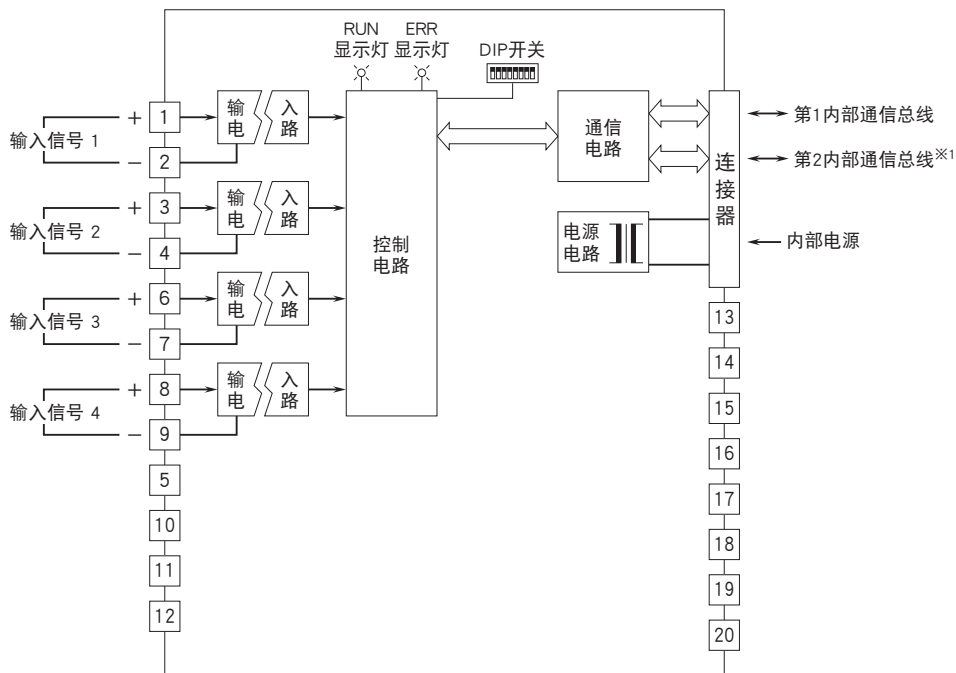 RUN
显示灯
ERR
显示灯
DIP开关
输入信号 1
+
1
−
2
输入
电路
输入信号 2
+
3
−
4
输入
电路
输入信号 3
+
6
−
7
输入
电路
输入信号 4
+
8
−
9
输入
电路
5
10
11
12
控制
电路
通信
电路
电源
电路
连
接
器
第1内部通信总线
第2内部通信总线※1
内部电源
13
14
15
16
17
18
19
20